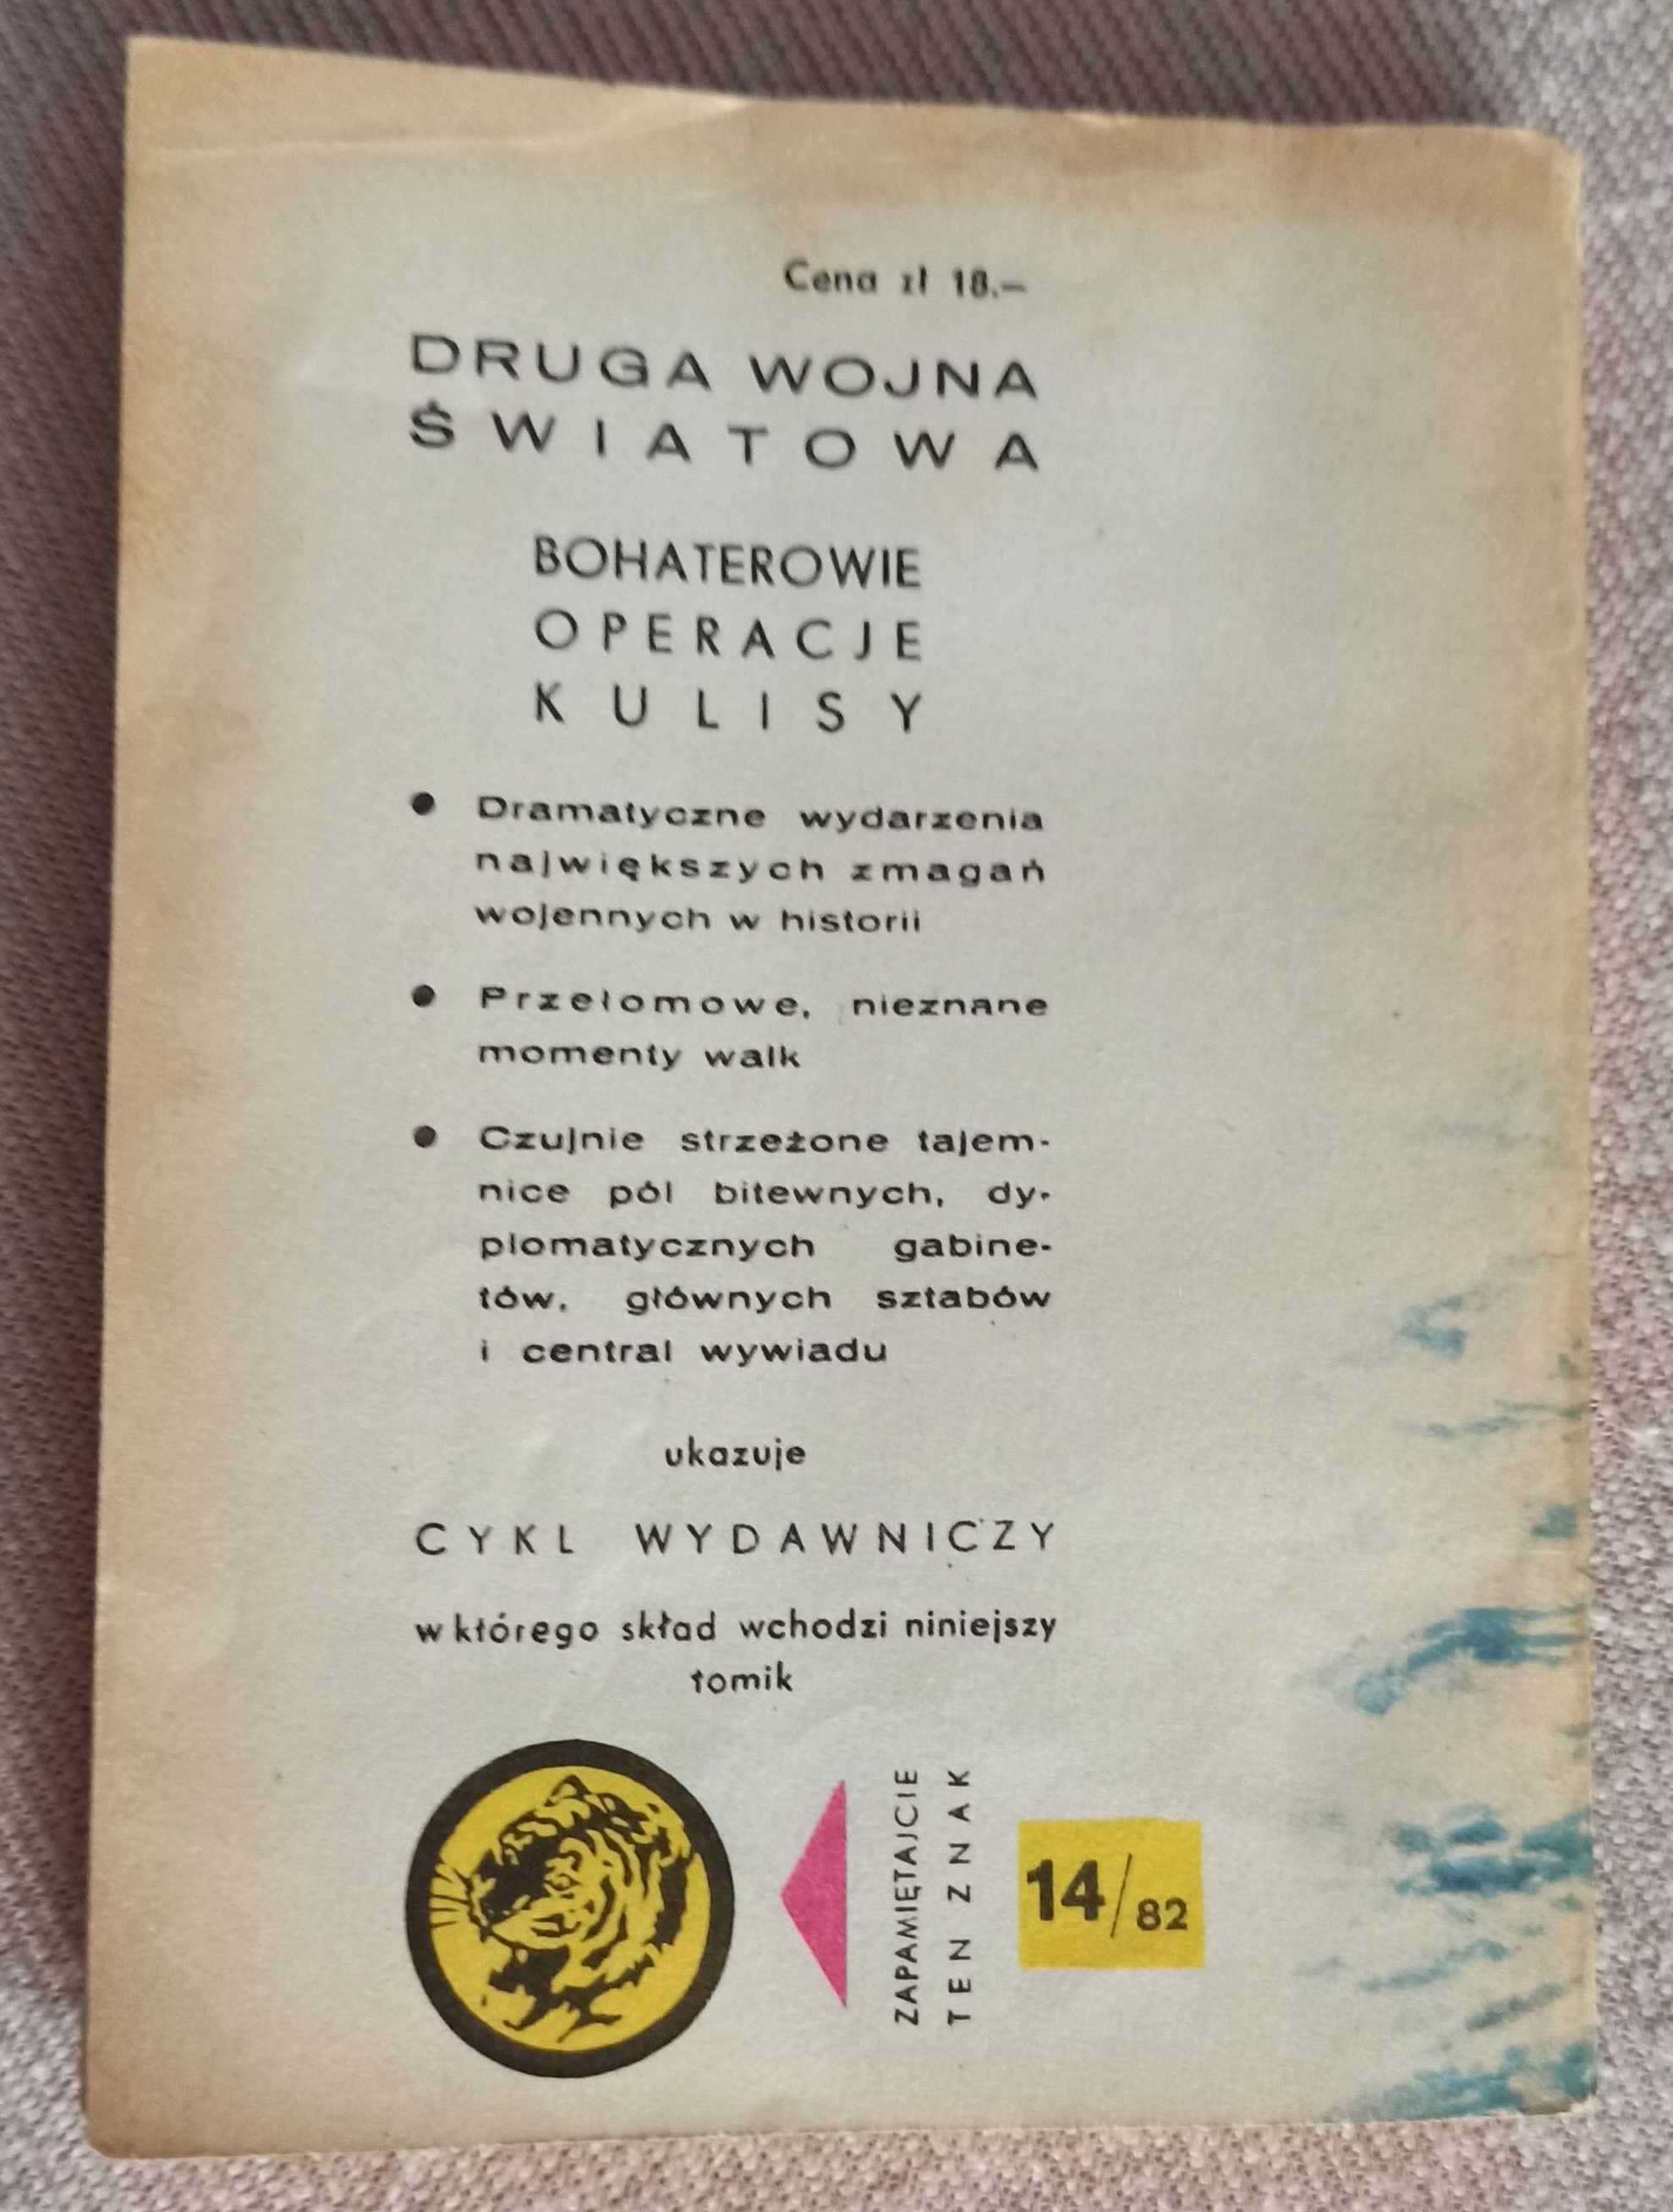 Cena zł 18.—
DRUGA WOJNA
ŚWIATOWA
BOHATEROWIE
OPERACJE
KULISY
● Dramatyczne wydarzenia
największych zmagań
wojennych w historii
● Przełomowe, nieznane
momenty walk
● Czujnie strzeżone tajem-
nice pól bitewnych, dy-
plomatycznych gabine-
tów, głównych sztabów
i central wywiadu
ukazuje
CYKL WYDAWNICZY
w którego skład wchodzi niniejszy
tomik
ZAPAMIĘTAJCIE
TEN ZNAK
14/82